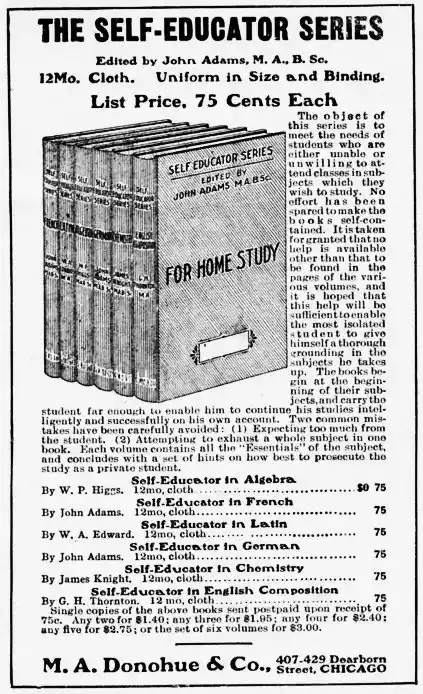 THE SELF-EDUCATOR SERIES
Edited by John Adams, M. A., B. Sc.
12Mo. Cloth. Uniform in Size and Binding.
List Price, 75 Cents Each
SELF EDUCATOR SERIES
EDITED BY
JOHN ADAMS M.A.B.Sc.
FOR HOME STUDY
The object of
this series is to
meet the needs of
students who are
either unable or
unwilling to at-
tend classes in sub-
jects which they
wish to study. No
effort has been
spared to make the
books self-con-
tained. It is taken
for granted that no
help is available
other than that to
be found in the
pages of the vari-
ous volumes, and
it is hoped that
this help will be
sufficient to enable
the most isolated
student to give
himself a thorough
grounding in the
subjects he takes
up. The books be-
gin at the begin-
ning of their sub-
jects, and carry the
student far enough to enable him to continue his studies intel-
ligently and successfully on his own account. Two common mis-
takes have been carefully avoided: (1) Expecting too much from
the student. (2) Attempting to exhaust a whole subject in one
book. Each volume contains all the "Essentials" of the subject,
and concludes with a set of hints on how best to prosecute the
study as a private student.
Self-Educator in Algebra
By W. P. Higgs. 12mo, cloth ........ $0 75
Self-Educator in French
By John Adams. 12mo, cloth........ 75
Self-Educator in Latin
By W. A. Edward. 12mo, cloth........ 75
Self-Educator in German
By John Adams. 12mo, cloth........ 75
Self-Educator in Chemistry
By James Knight. 12mo, cloth........ 75
Self-Educator in English Composition
By G. H. Thornton. 12 mo, cloth........ 75
Single copies of the above books sent postpaid upon receipt of
75c. Any two for $1.40; any three for $1.95; any four for $2.40;
any five for $2.75; or the set of six volumes for $3.00.
M. A. Donohue & Co., 407-429 Dearborn
Street, CHICAGO